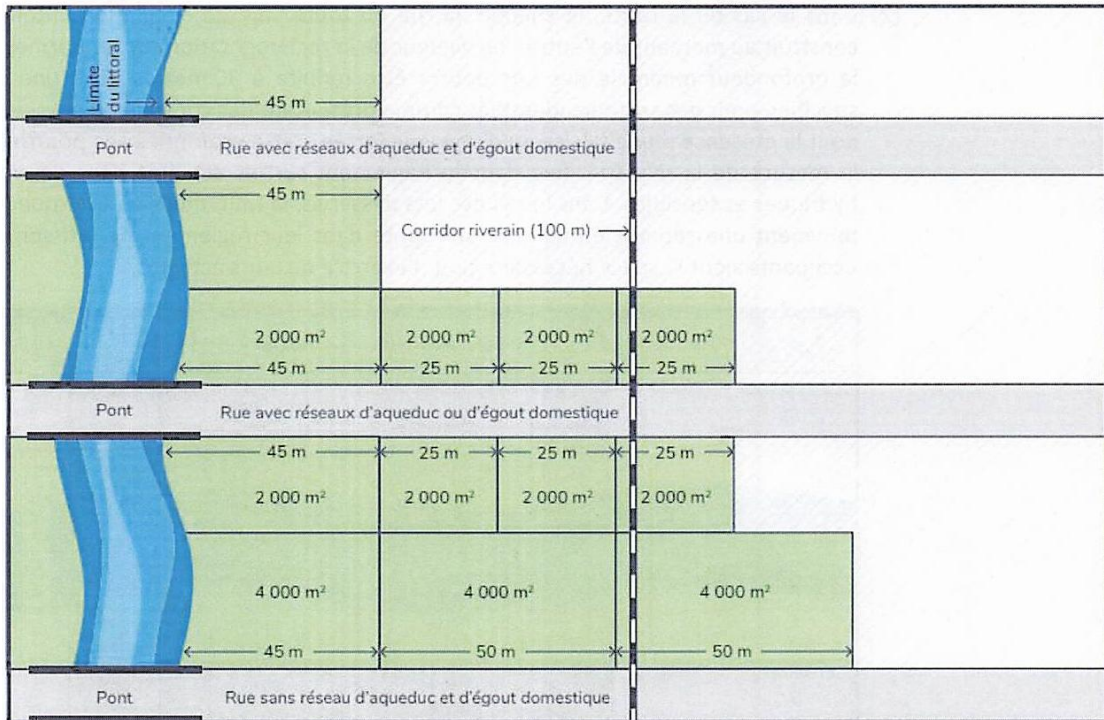 Limite
du littoral
45 m
Pont
Rue avec réseaux d'aqueduc et d'égout domestique
45 m
Corridor riverain (100 m)
2 000 m² 2 000 m² 2 000 m² 2 000 m²
45 m 25 m 25 m 25 m
Pont
Rue avec réseaux d'aqueduc ou d'égout domestique
45 m 25 m 25 m 25 m
2 000 m² 2 000 m² 2 000 m² 2 000 m²
4 000 m² 4 000 m² 4 000 m²
45 m 50 m 50 m
Pont
Rue sans réseau d'aqueduc et d'égout domestique